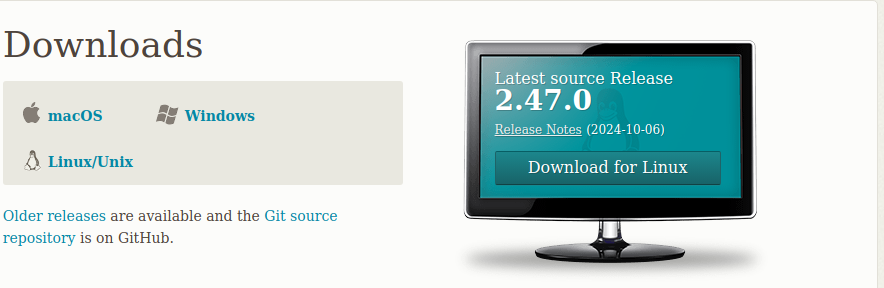 Downloads
macOS
Windows
Linux/Unix
Older releases are available and the Git source
repository is on GitHub.
Latest source Release
2.47.0
Release Notes (2024-10-06)
Download for Linux